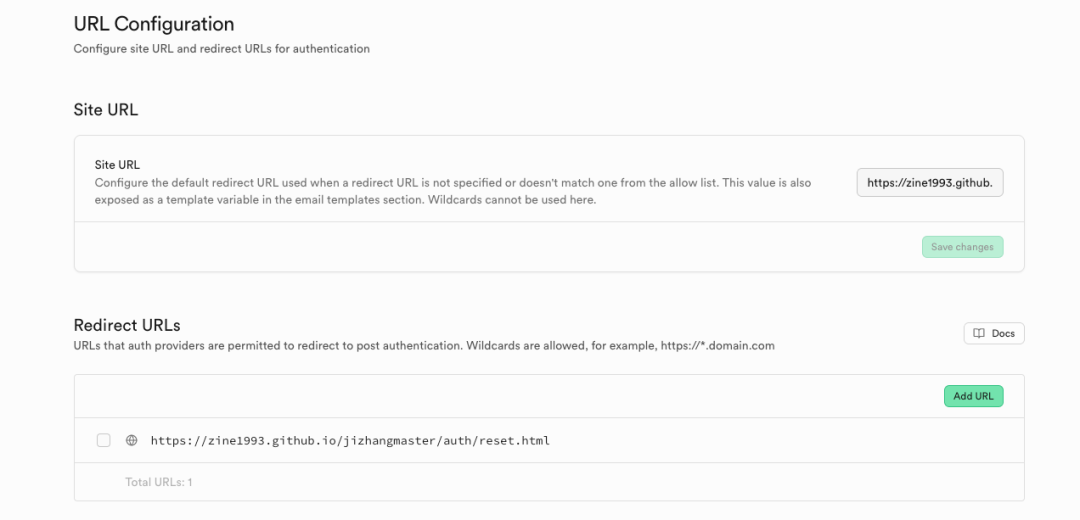 URL Configuration
Configure site URL and redirect URLs for authentication
Site URL
Site URL
Configure the default redirect URL used when a redirect URL is not specified or doesn't match one from the allow list. This value is also
exposed as a template variable in the email templates section. Wildcards cannot be used here.
https://zine1993.github.
Save changes
Redirect URLs
URLs that auth providers are permitted to redirect to post authentication. Wildcards are allowed, for example, https://*.domain.com
Docs
Add URL
https://zine1993.github.io/jizhangmaster/auth/reset.html
Total URLs: 1